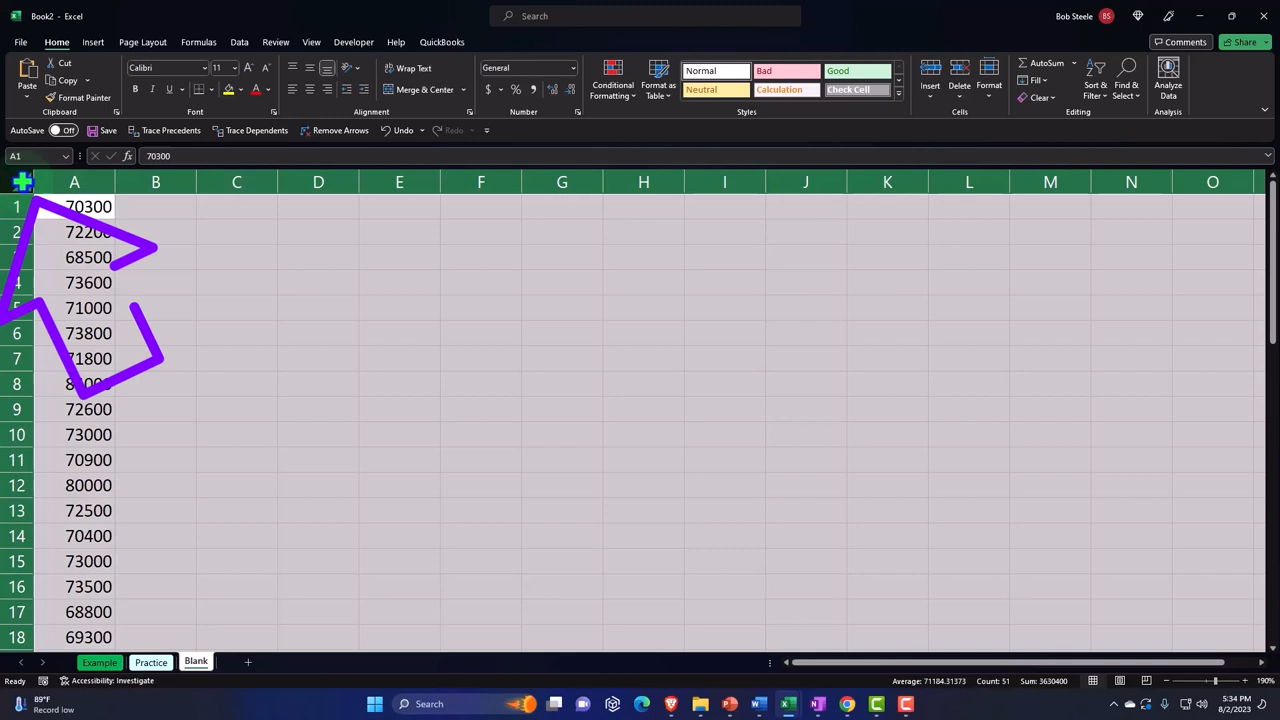 Book2 - Excel
Search
Bob Steele BS
File Home Insert Page Layout Formulas Data Review View Developer Help QuickBooks
Comments Share
Paste
Cut
Copy
Format Painter
Clipboard
Calibri 11
B I U
Font
Wrap Text
Merge & Center
Alignment
General
$ % 9
Number
Conditional Formatting
Format as Table
Normal Bad Good
Neutral Calculation Check Cell
Styles
Insert Delete Format
Cells
AutoSum
Fill
Clear
Sort & Filter
Find & Select
Editing
Analyze Data
Analysis
AutoSave Off Save Trace Precedents Trace Dependents Remove Arrows Undo Redo
A1 fx 70300
A B C D E F G H I J K L M N O
1 70300
2 72200
3 68500
4 73600
5 71000
6 73800
7 71800
8
9 72600
10 73000
11 70900
12 80000
13 72500
14 70400
15 73000
16 73500
17 68800
18 69300
Example Practice Blank
Ready Accessibility: Investigate Average: 71184.31373 Count: 51 Sum: 3630400 190%
89°F
Record low
Search
5:34 PM
8/2/2023